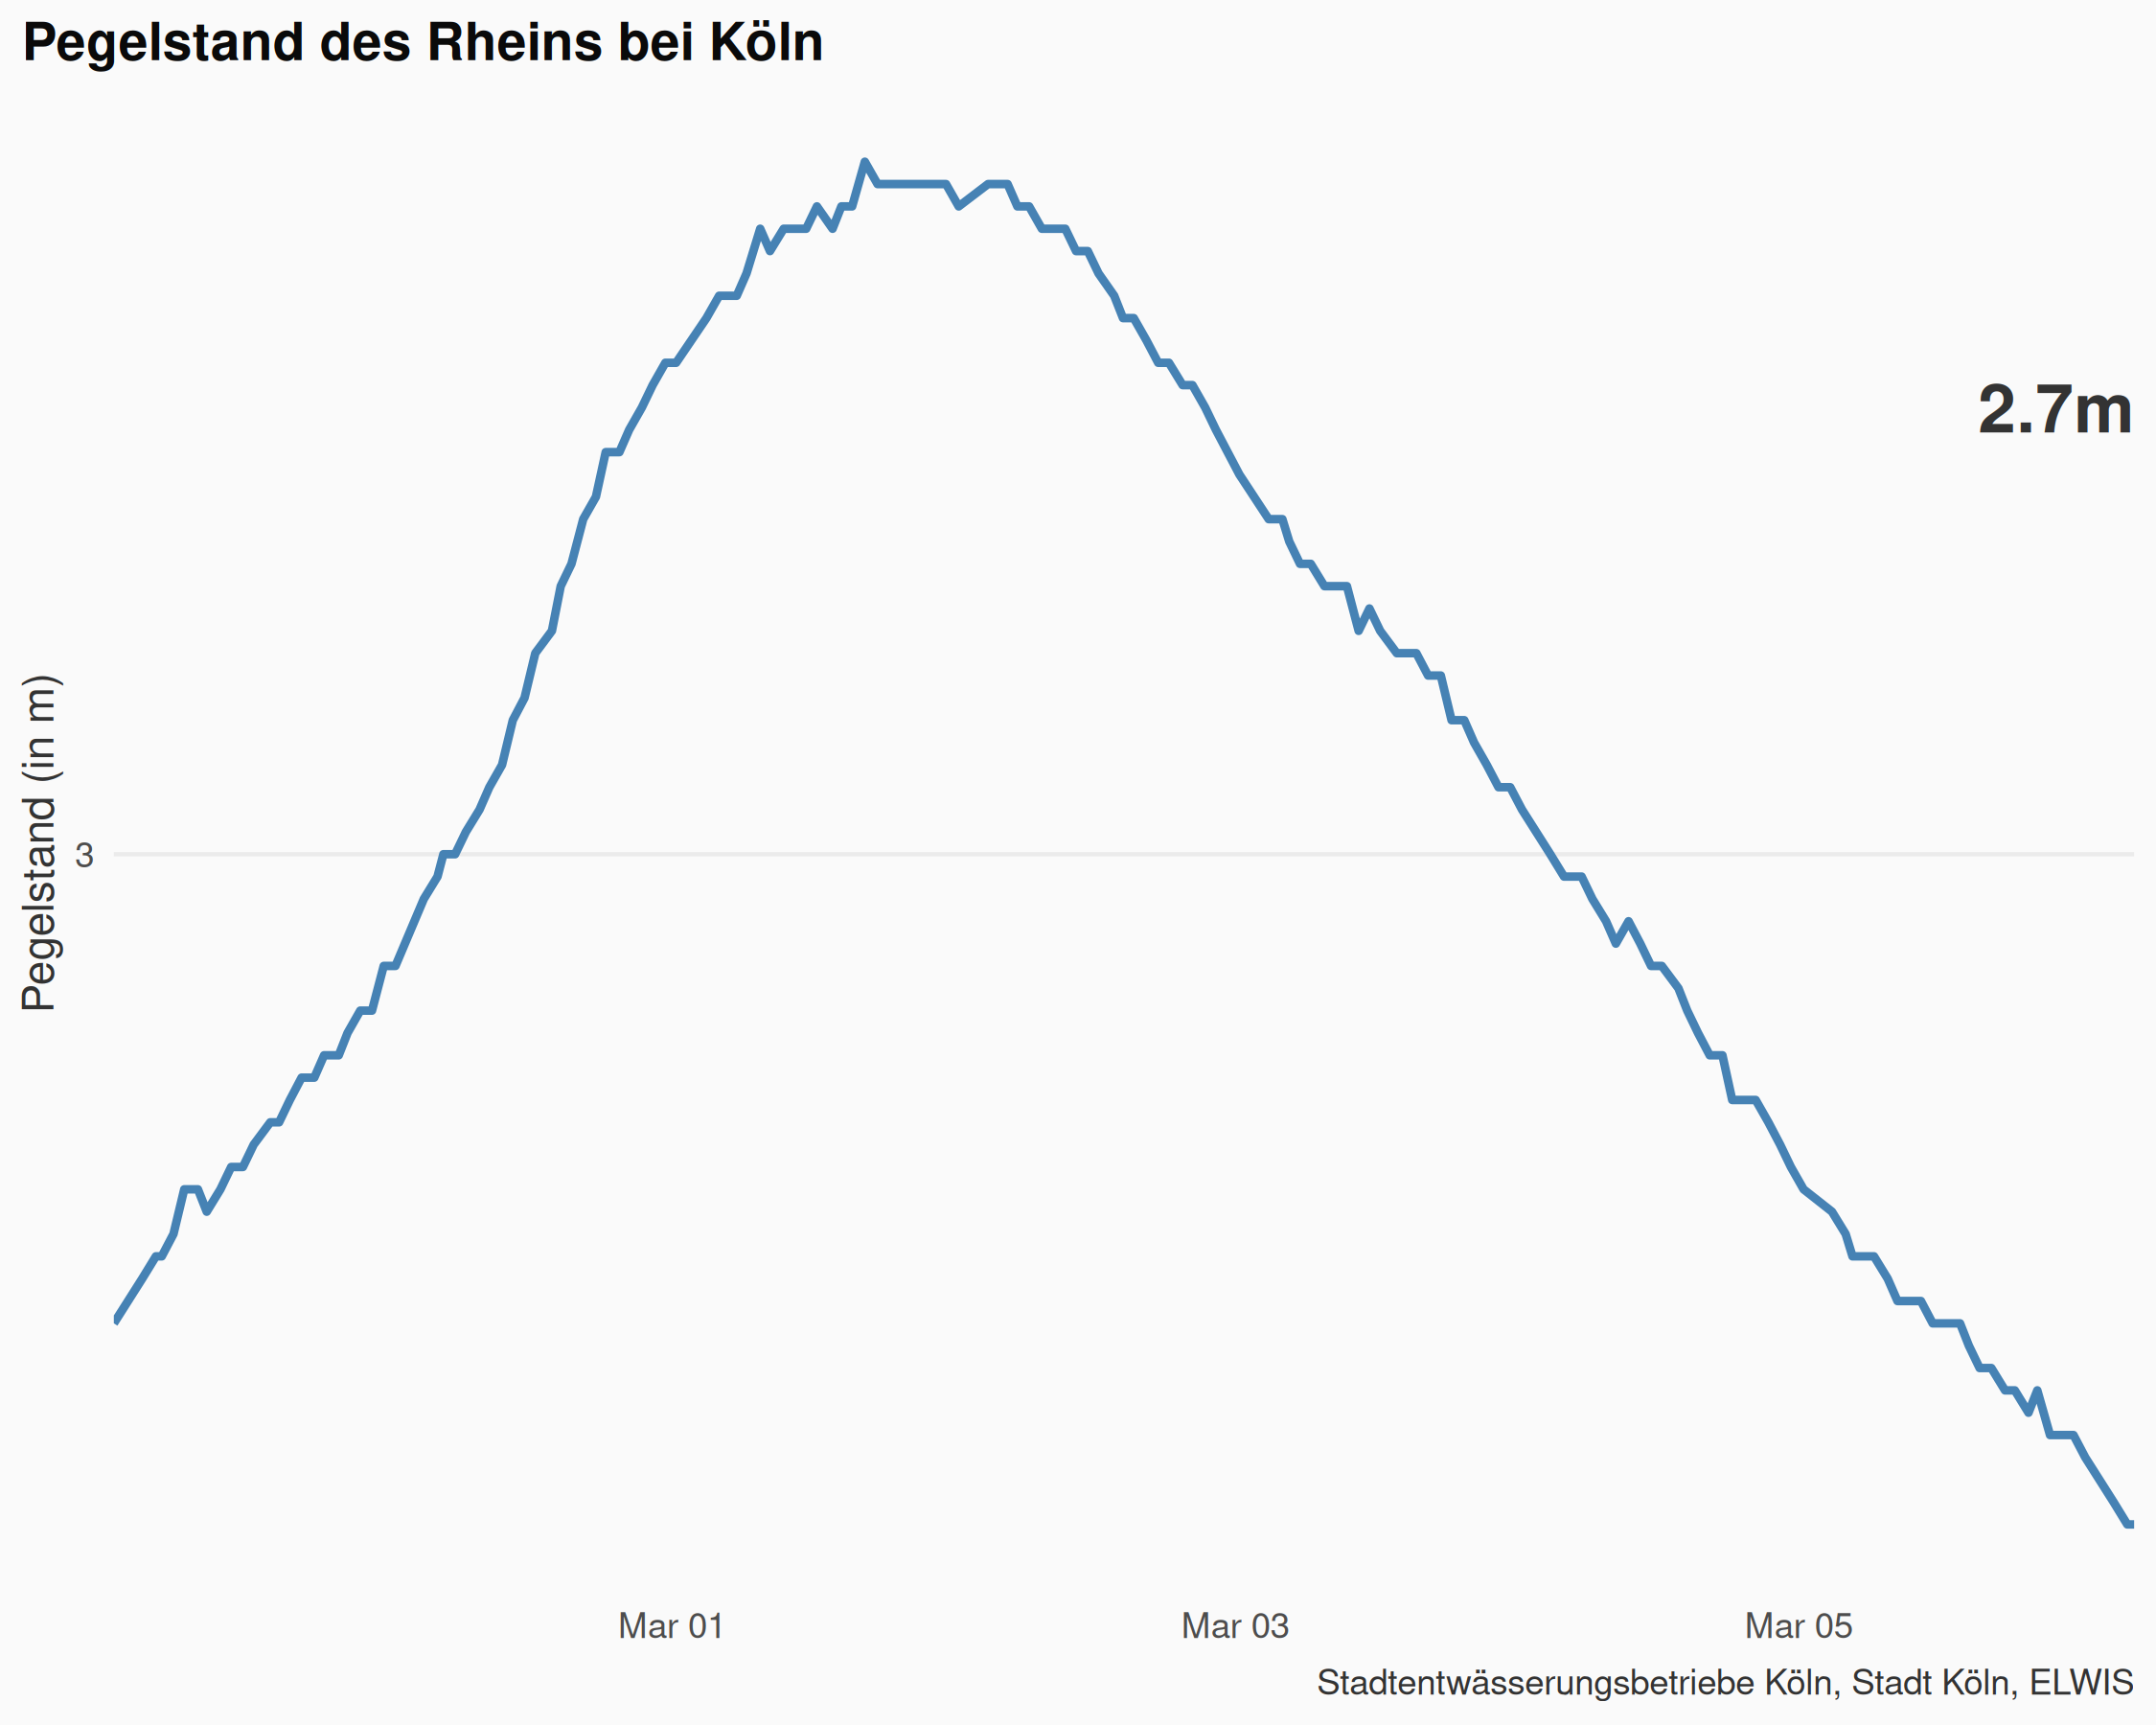 Pegelstand des Rheins bei Köln
2.7m
Pegelstand (in m)
3
Mar 01
Mar 03
Mar 05
Stadtentwässerungsbetriebe Köln, Stadt Köln, ELWIS